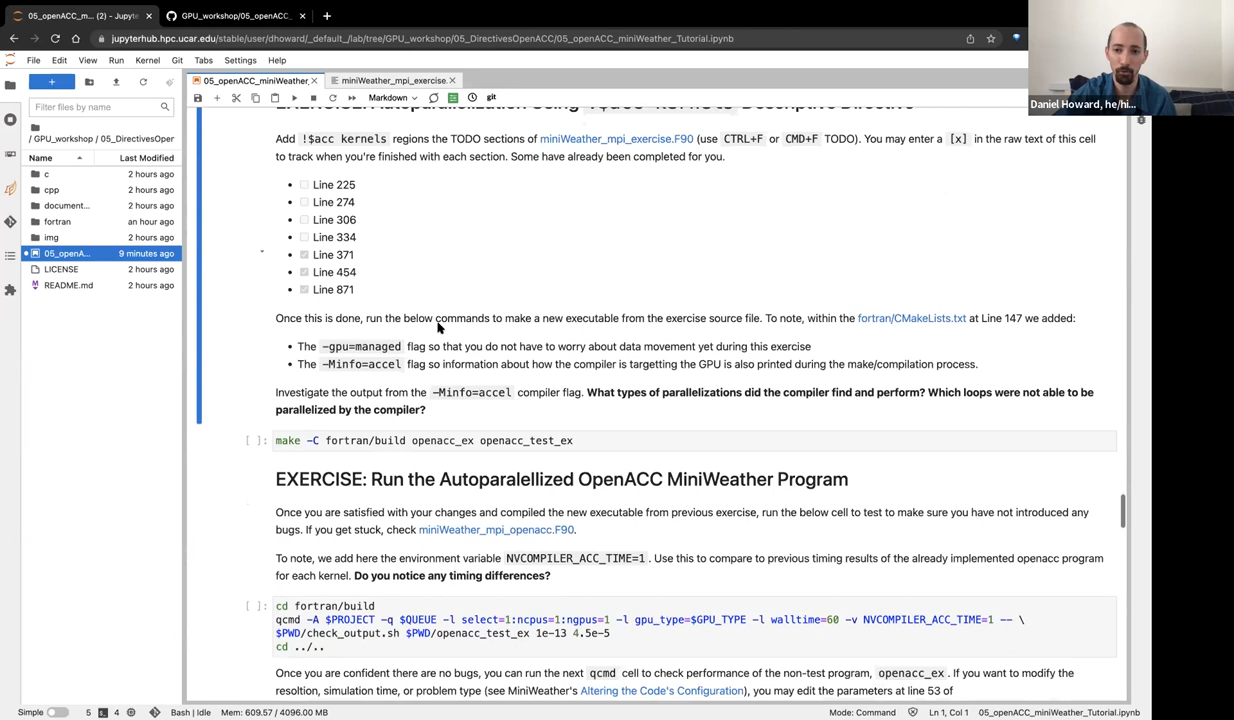 05_openACC_m... (2) - Jupyter
GPU_workshop/05_openACC_
jupyterhub.hpc.ucar.edu/stable/user/dhoward/_default_/lab/tree/GPU_workshop/05_DirectivesOpenACC/05_openACC_miniWeather_Tutorial.ipynb
File Edit View Run Kernel Git Tabs Settings Help
05_openACC_miniWeather_
miniWeather_mpi_exercise.
Markdown
git
Daniel Howard, he/hi...
Filter files by name
/ GPU_workshop / 05_DirectivesOper
Name Last Modified
c 2 hours ago
cpp 2 hours ago
document... 2 hours ago
fortran an hour ago
img 2 hours ago
05_openA... 9 minutes ago
LICENSE 2 hours ago
README.md 2 hours ago
Using Descriptive Directive
Add !$acc kernels regions the TODO sections of miniWeather_mpi_exercise.F90 (use CTRL+F or CMD+F TODO). You may enter a [x] in the raw text of this cell
to track when you're finished with each section. Some have already been completed for you.
Line 225
Line 274
Line 306
Line 334
Line 371
Line 454
Line 871
Once this is done, run the below commands to make a new executable from the exercise source file. To note, within the fortran/CMakeLists.txt at Line 147 we added:
The -gpu=managed flag so that you do not have to worry about data movement yet during this exercise
The -Minfo=accel flag so information about how the compiler is targetting the GPU is also printed during the make/compilation process.
Investigate the output from the -Minfo=accel compiler flag. What types of parallelizations did the compiler find and perform? Which loops were not able to be
parallelized by the compiler?
[ ]: make -C fortran/build openacc_ex openacc_test_ex
EXERCISE: Run the Autoparalellized OpenACC MiniWeather Program
Once you are satisfied with your changes and compiled the new executable from previous exercise, run the below cell to test to make sure you have not introduced any
bugs. If you get stuck, check miniWeather_mpi_openacc.F90.
To note, we add here the environment variable NVCOMPILER_ACC_TIME=1 . Use this to compare to previous timing results of the already implemented openacc program
for each kernel. Do you notice any timing differences?
[ ]: cd fortran/build
qcmd -A $PROJECT -q $QUEUE -l select=1:ncpus=1:ngpus=1 -l gpu_type=$GPU_TYPE -l walltime=60 -v NVCOMPILER_ACC_TIME=1 -- \
$PWD/check_output.sh $PWD/openacc_test_ex 1e-13 4.5e-5
cd ../..
Once you are confident there are no bugs, you can run the next qcmd cell to check performance of the non-test program, openacc_ex . If you want to modify the
resoltion, simulation time, or problem type (see MiniWeather's Altering the Code's Configuration), you may edit the parameters at line 53 of
Simple 5 4 Bash | Idle Mem: 609.57 / 4096.00 MB Mode: Command Ln 1, Col 1 05_openACC_miniWeather_Tutorial.ipynb